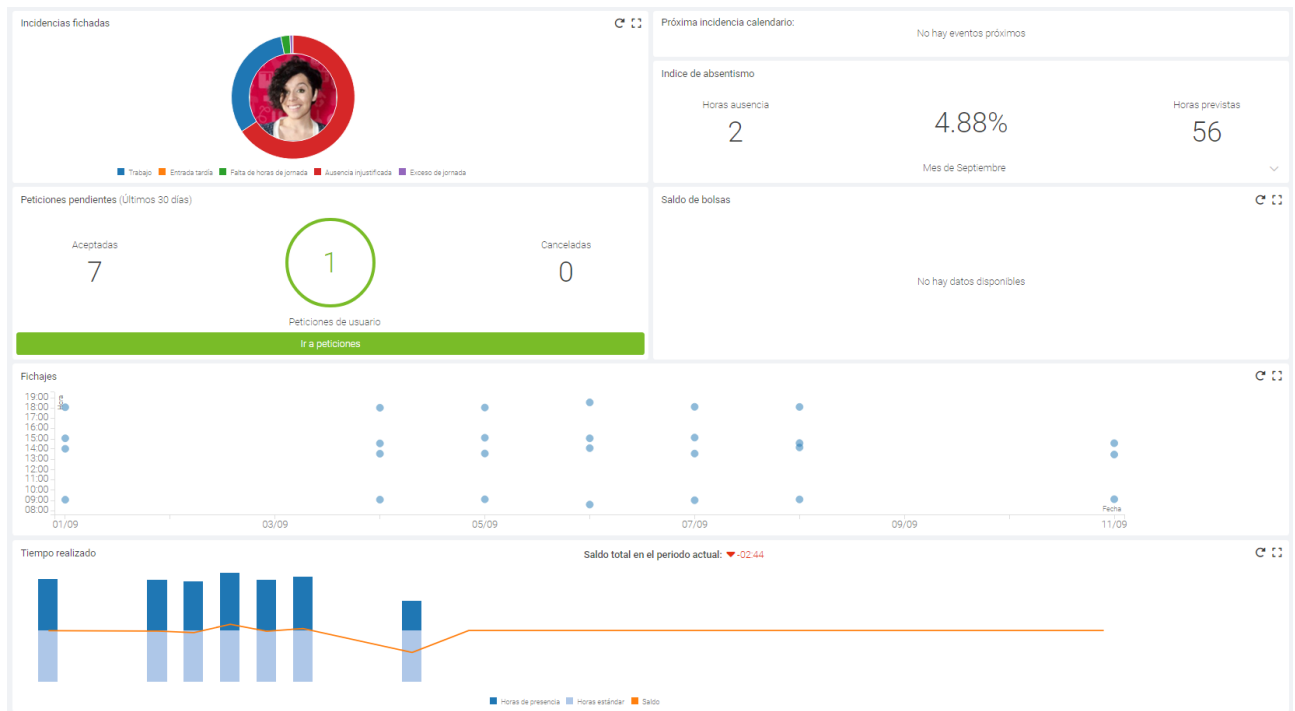 Incidencias fichadas
Trabajo Entrada tardía Falta de horas de jornada Ausencia injustificada Exceso de jornada
Próxima incidencia calendario:
No hay eventos próximos
Indice de absentismo
Horas ausencia
2
4.88%
Horas previstas
56
Mes de Septiembre
Peticiones pendientes (Últimos 30 días)
Aceptadas
7
1
Canceladas
0
Peticiones de usuario
Ir a peticiones
Saldo de bolsas
No hay datos disponibles
Fichajes
Hora
19:00
18:00
17:00
16:00
15:00
14:00
13:00
12:00
11:00
10:00
09:00
08:00
Fecha
01/09 03/09 05/09 07/09 09/09 11/09
Tiempo realizado
Saldo total en el periodo actual: -02:44
Horas de presencia Horas estándar Saldo